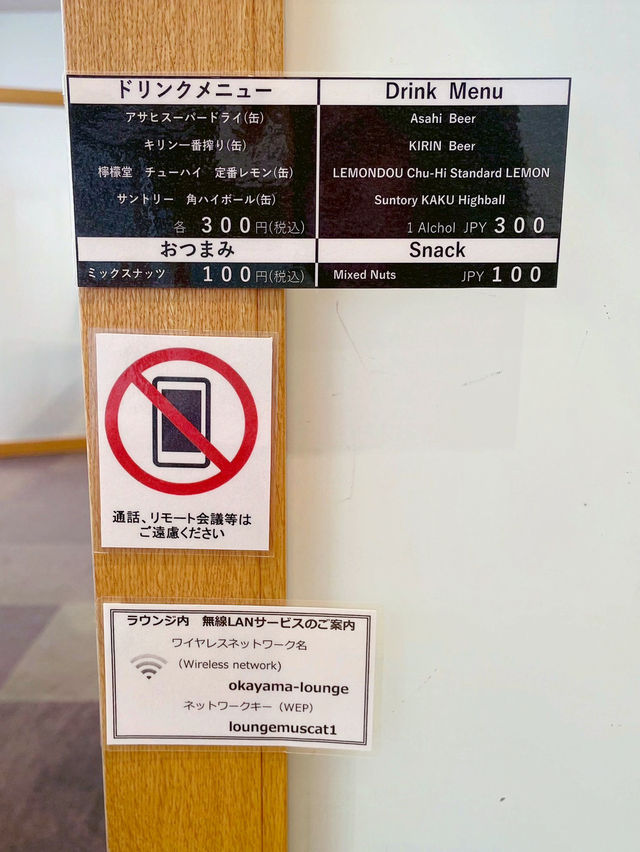 ドリンクメニュー
アサヒスーパードライ(缶)
キリン一番搾り(缶)
檸檬堂 チューハイ 定番レモン(缶)
サントリー 角ハイボール(缶)
各 300円(税込)
おつまみ
ミックスナッツ 100円(税込)
Drink Menu
Asahi Beer
KIRIN Beer
LEMONDOU Chu-Hi Standard LEMON
Suntory KAKU Highball
1 Alchol JPY 300
Snack
Mixed Nuts JPY 100
通話、リモート会議等は
ご遠慮ください
ラウンジ内 無線LANサービスのご案内
ワイヤレスネットワーク名
(Wireless network)
okayama-lounge
ネットワークキー(WEP)
loungemuscat1